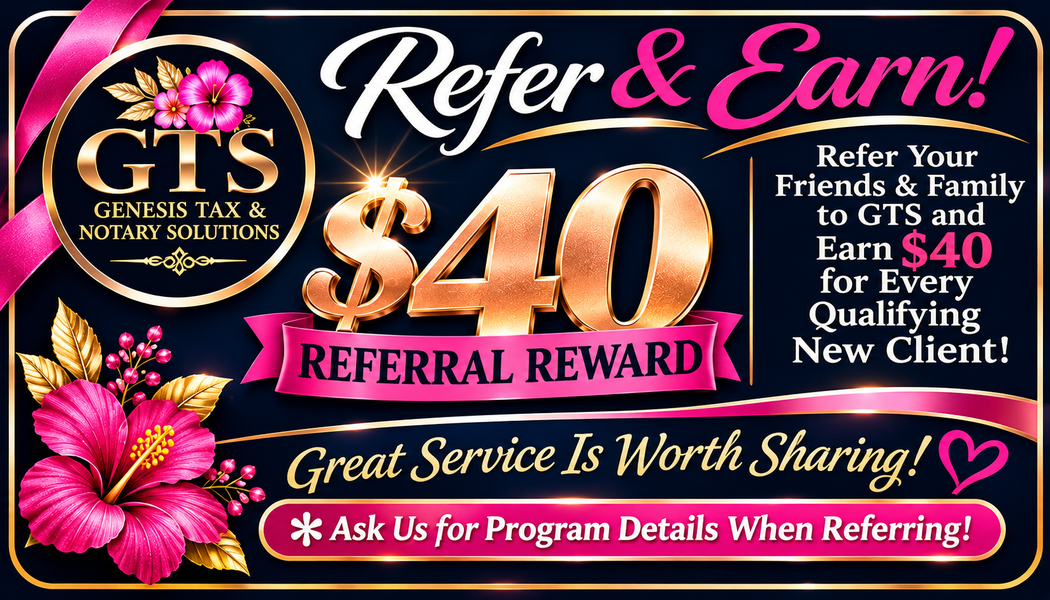 GTS
GENESIS TAX &
NOTARY SOLUTIONS
Refer & Earn!
$40
REFERRAL REWARD
Refer Your
Friends & Family
to GTS and
Earn $40
for Every
Qualifying
New Client!
Great Service Is Worth Sharing!
* Ask Us for Program Details When Referring!